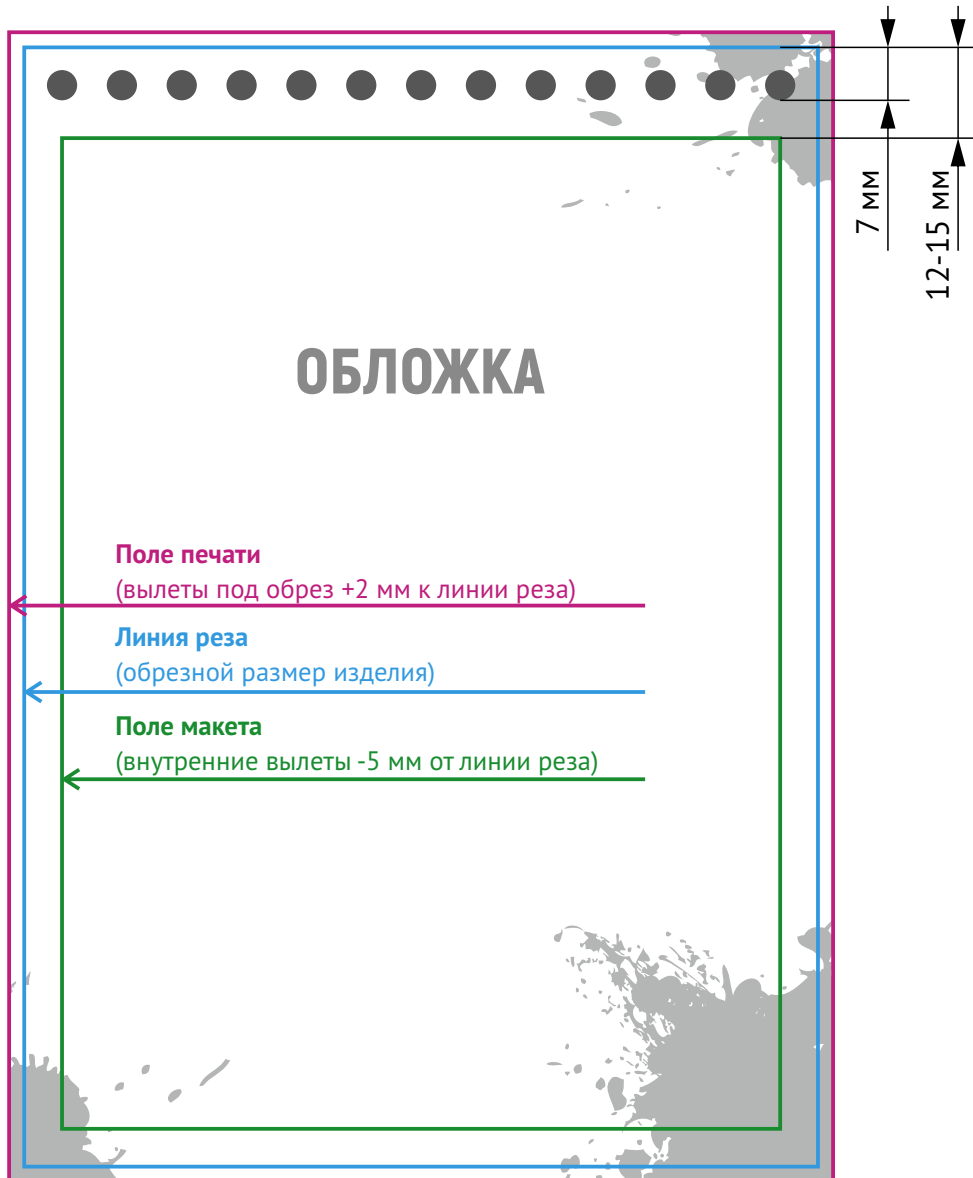 7 мм
12-15 мм
ОБЛОЖКА
Поле печати
(вылеты под обрез +2 мм к линии реза)
Линия реза
(обрезной размер изделия)
Поле макета
(внутренние вылеты -5 мм от линии реза)